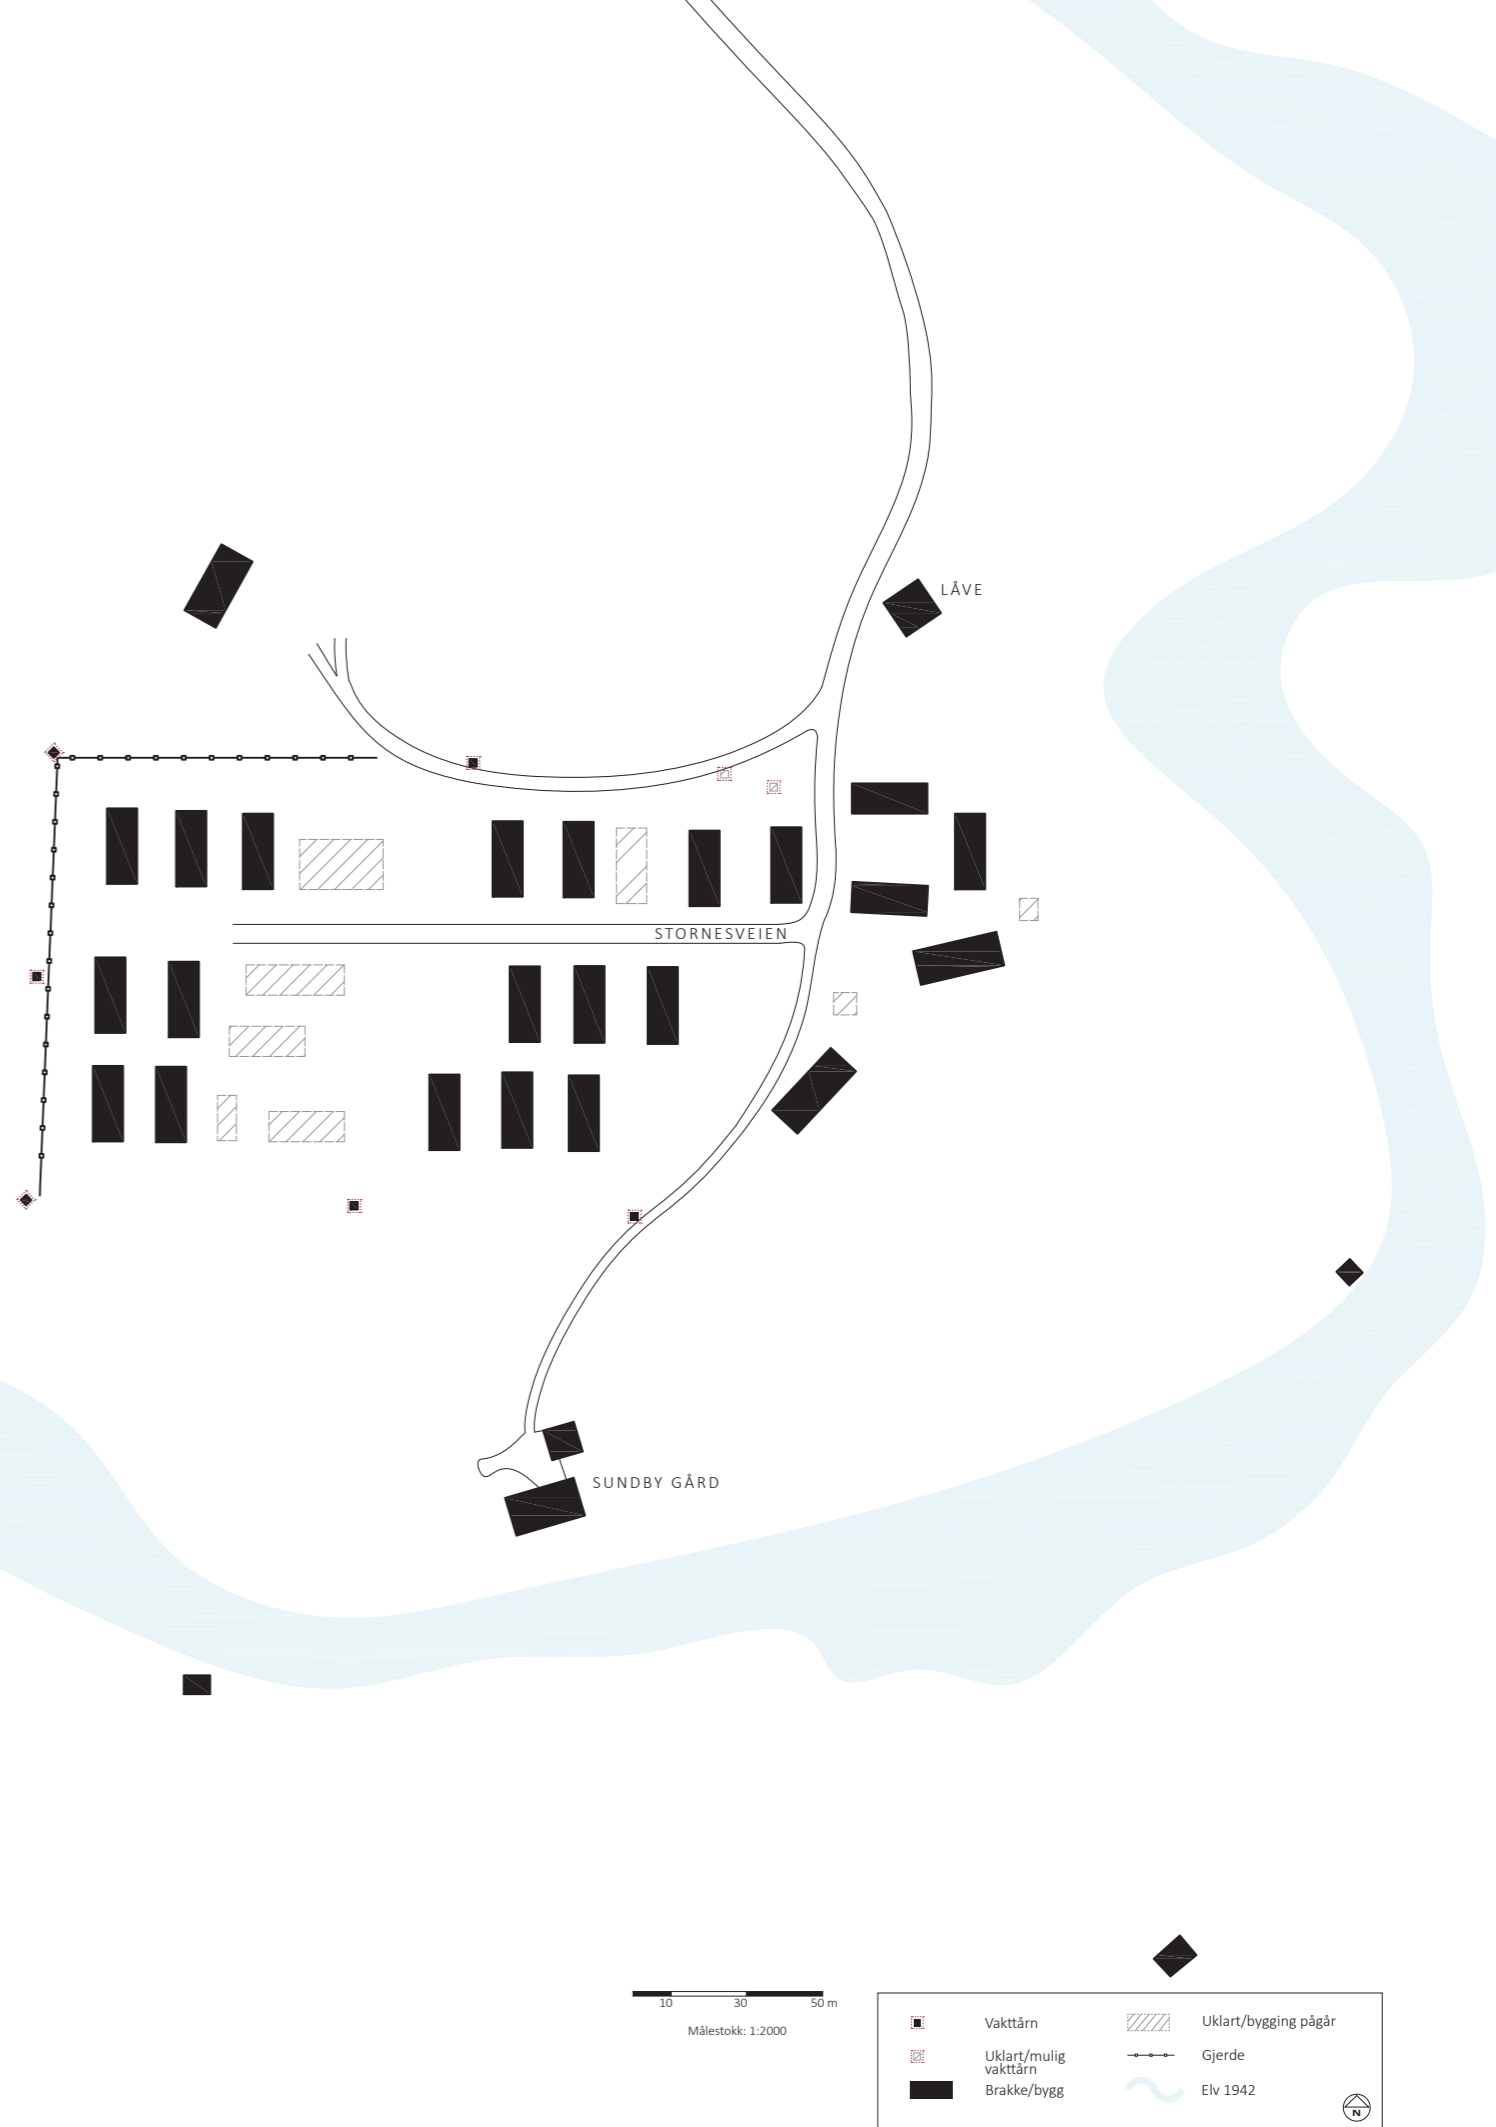 LÅVE
STORNESVEIEN
SUNDBY GÅRD
10 30 50 m
Målestokk: 1:2000
Vakttårn
Uklart/mulig
vakttårn
Brakke/bygg
Uklart/bygging pågår
Gjerde
Elv 1942
N